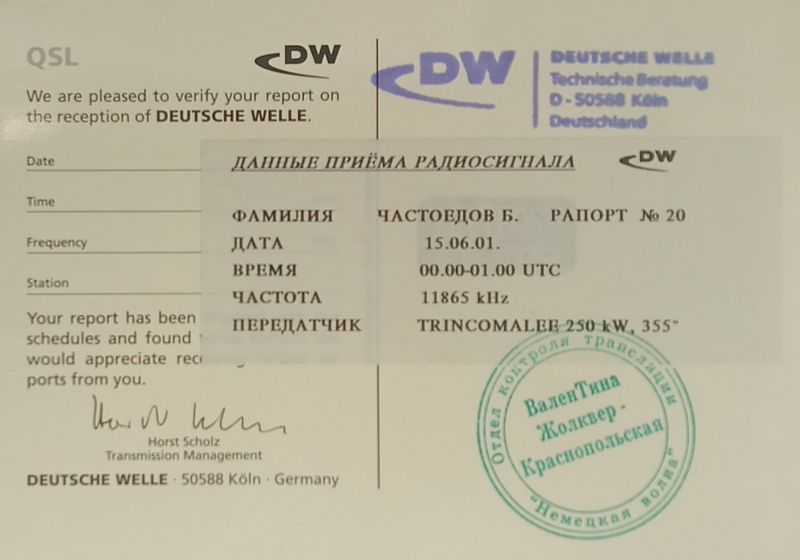 QSL
DW
We are pleased to verify your report on
the reception of DEUTSCHE WELLE.
Date
Time
Frequency
Station
Your report has been
schedules and found
would appreciate
ports from you.
Horst Scholz
Transmission Management
DEUTSCHE WELLE · 50588 Köln · Germany
DW
DEUTSCHE WELLE
Technische Beratung
D - 50588 Köln
Deutschland
ДАННЫЕ ПРИЁМА РАДИОСИГНАЛА
DW
ФАМИЛИЯ ЧАСТОЕДОВ Б. РАПОРТ № 20
ДАТА 15.06.01.
ВРЕМЯ 00.00-01.00 UTC
ЧАСТОТА 11865 kHz
ПЕРЕДАТЧИК TRINCOMALEE 250 kW, 355°
Отдел контроля трансляции
ВаленТина
Жолквер -
Краснопольская
"Немецкая волна"